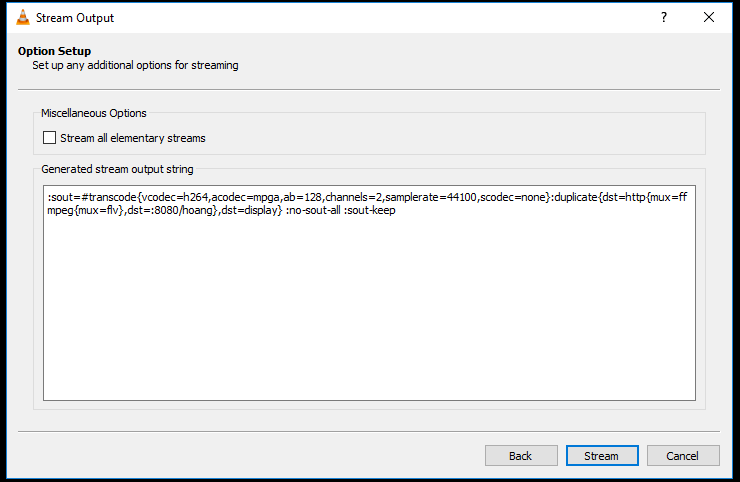 Stream Output
?
Option Setup
Set up any additional options for streaming
Miscellaneous Options
Stream all elementary streams
Generated stream output string
:sout=#transcode{vcodec=h264,acodec=mpga,ab=128,channels=2,samplerate=44100,scodec=none}:duplicate{dst=http{mux=ff
mpeg{mux=flv},dst=:8080/hoang},dst=display} :no-sout-all :sout-keep
Back
Stream
Cancel